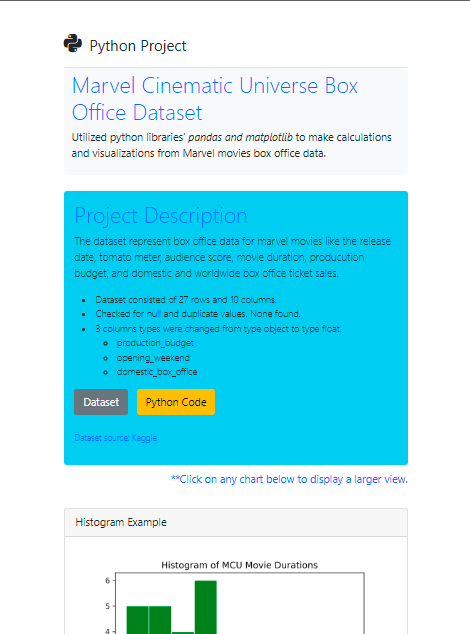 Python Project
Marvel Cinematic Universe Box
Office Dataset
Utilized python libraries' pandas and matplotlib to make calculations
and visualizations from Marvel movies box office data.
Project Description
The dataset represent box office data for marvel movies like the release
date, tomato meter, audience score, movie duration, producution
budget, and domestic and worldwide box office ticket sales.
Dataset consisted of 27 rows and 10 columns.
Checked for null and duplicate values. None found.
3 columns types were changed from type object to type float.
production_budget
opening_weekend
domestic_box_office
Dataset
Python Code
Dataset source: Kaggle
**Click on any chart below to display a larger view.
Histogram Example
Histogram of MCU Movie Durations
6
5
4